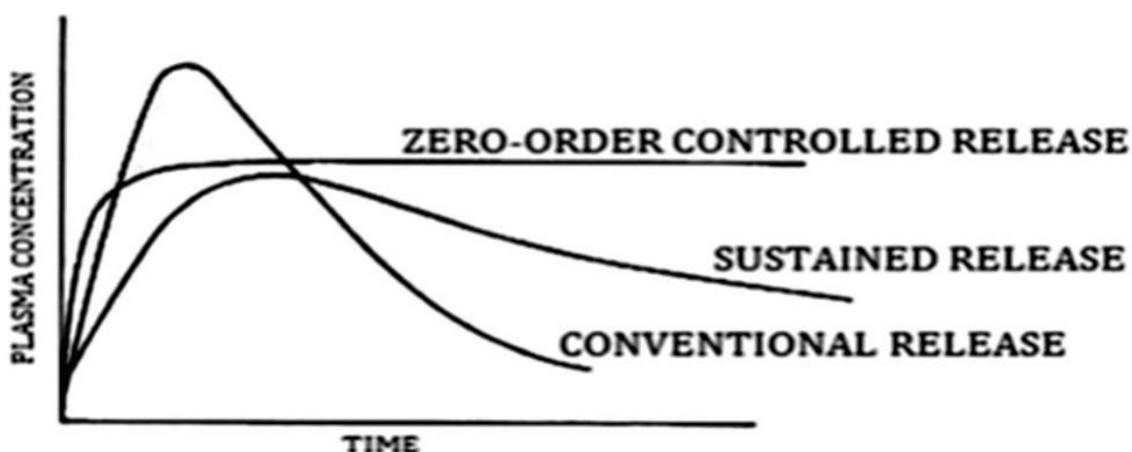 PLASMA CONCENTRATION
ZERO-ORDER CONTROLLED RELEASE
SUSTAINED RELEASE
CONVENTIONAL RELEASE
TIME